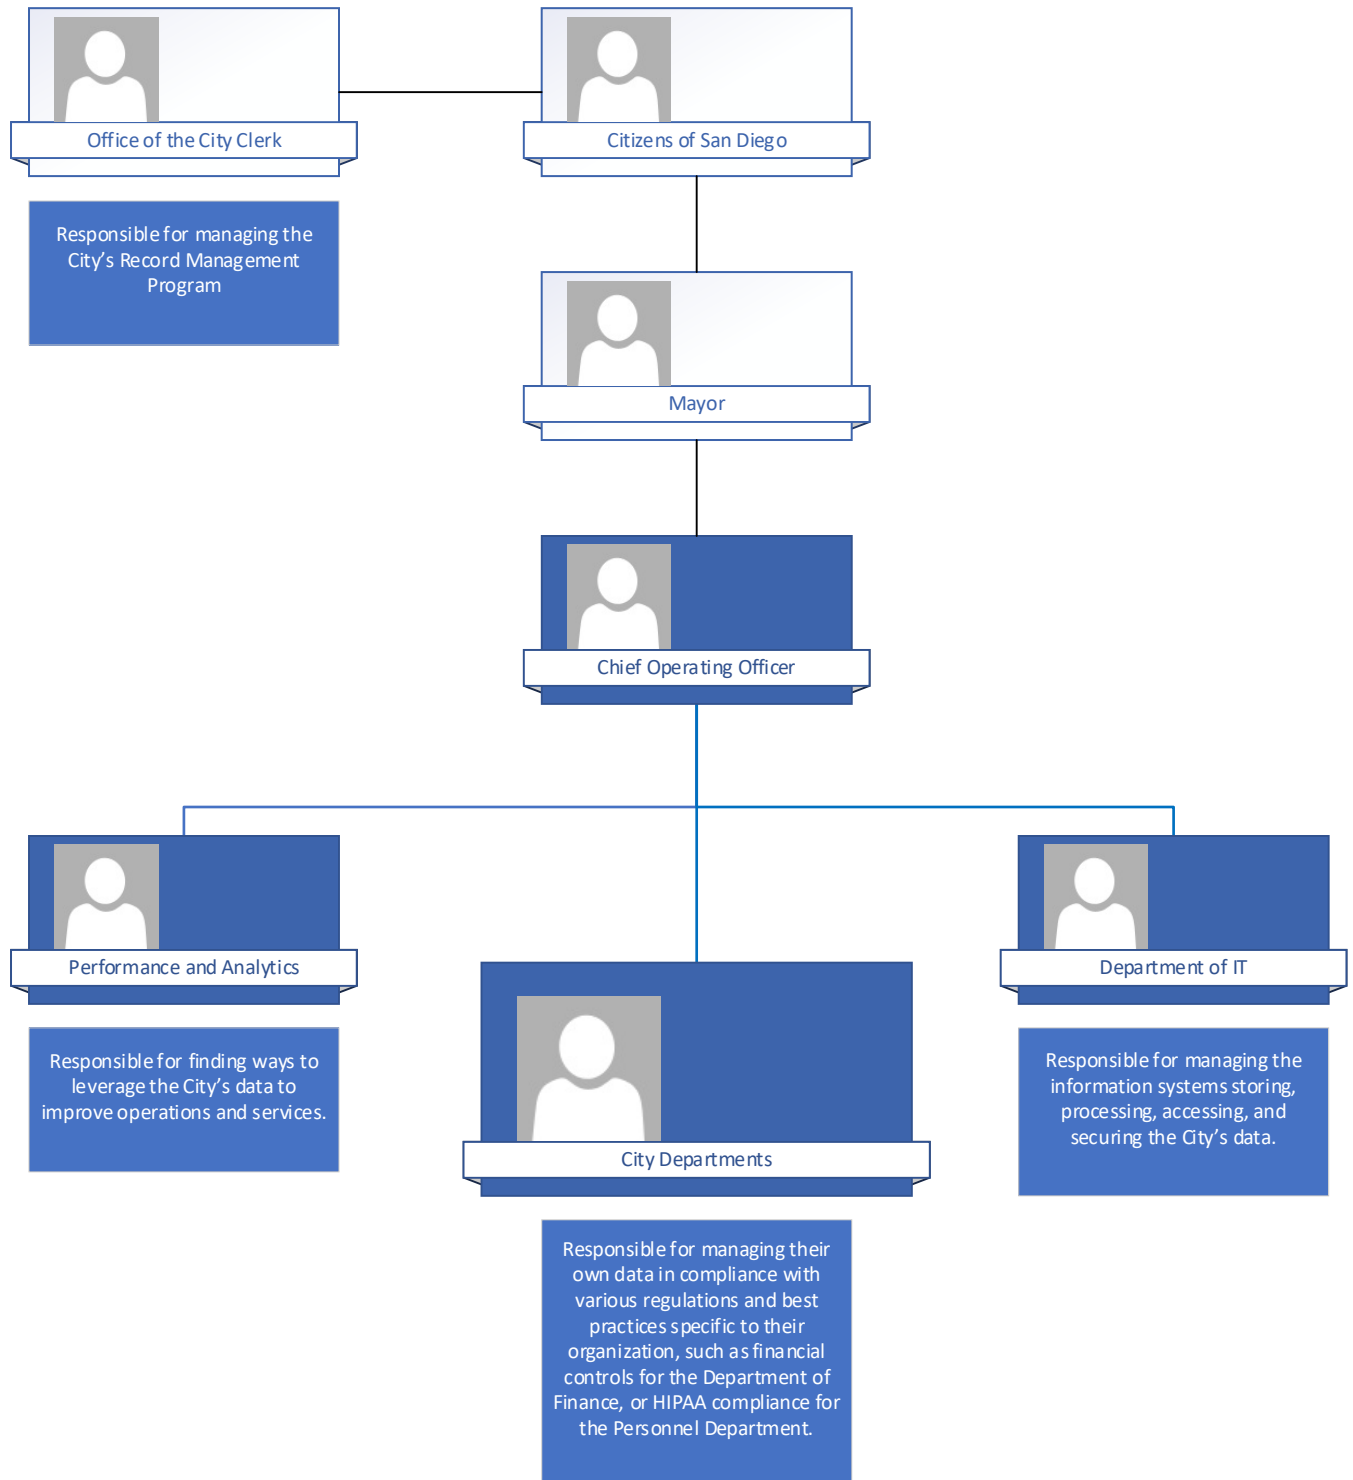 Office of the City Clerk
Citizens of San Diego
Responsible for managing the
City's Record Management
Program
Mayor
Chief Operating Officer
Performance and Analytics
Responsible for finding ways to
leverage the City's data to
improve operations and services.
City Departments
Responsible for managing their
own data in compliance with
various regulations and best
practices specific to their
organization, such as financial
controls for the Department of
Finance, or HIPAA compliance for
the Personnel Department.
Department of IT
Responsible for managing the
information systems storing,
processing, accessing, and
securing the City's data.